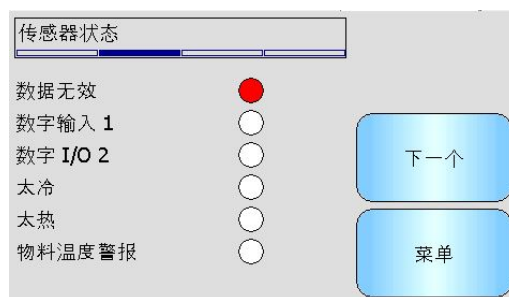 传感器状态
数据无效
数字输入 1
数字 I/O 2
太冷
太热
物料温度警报
下一个
菜单